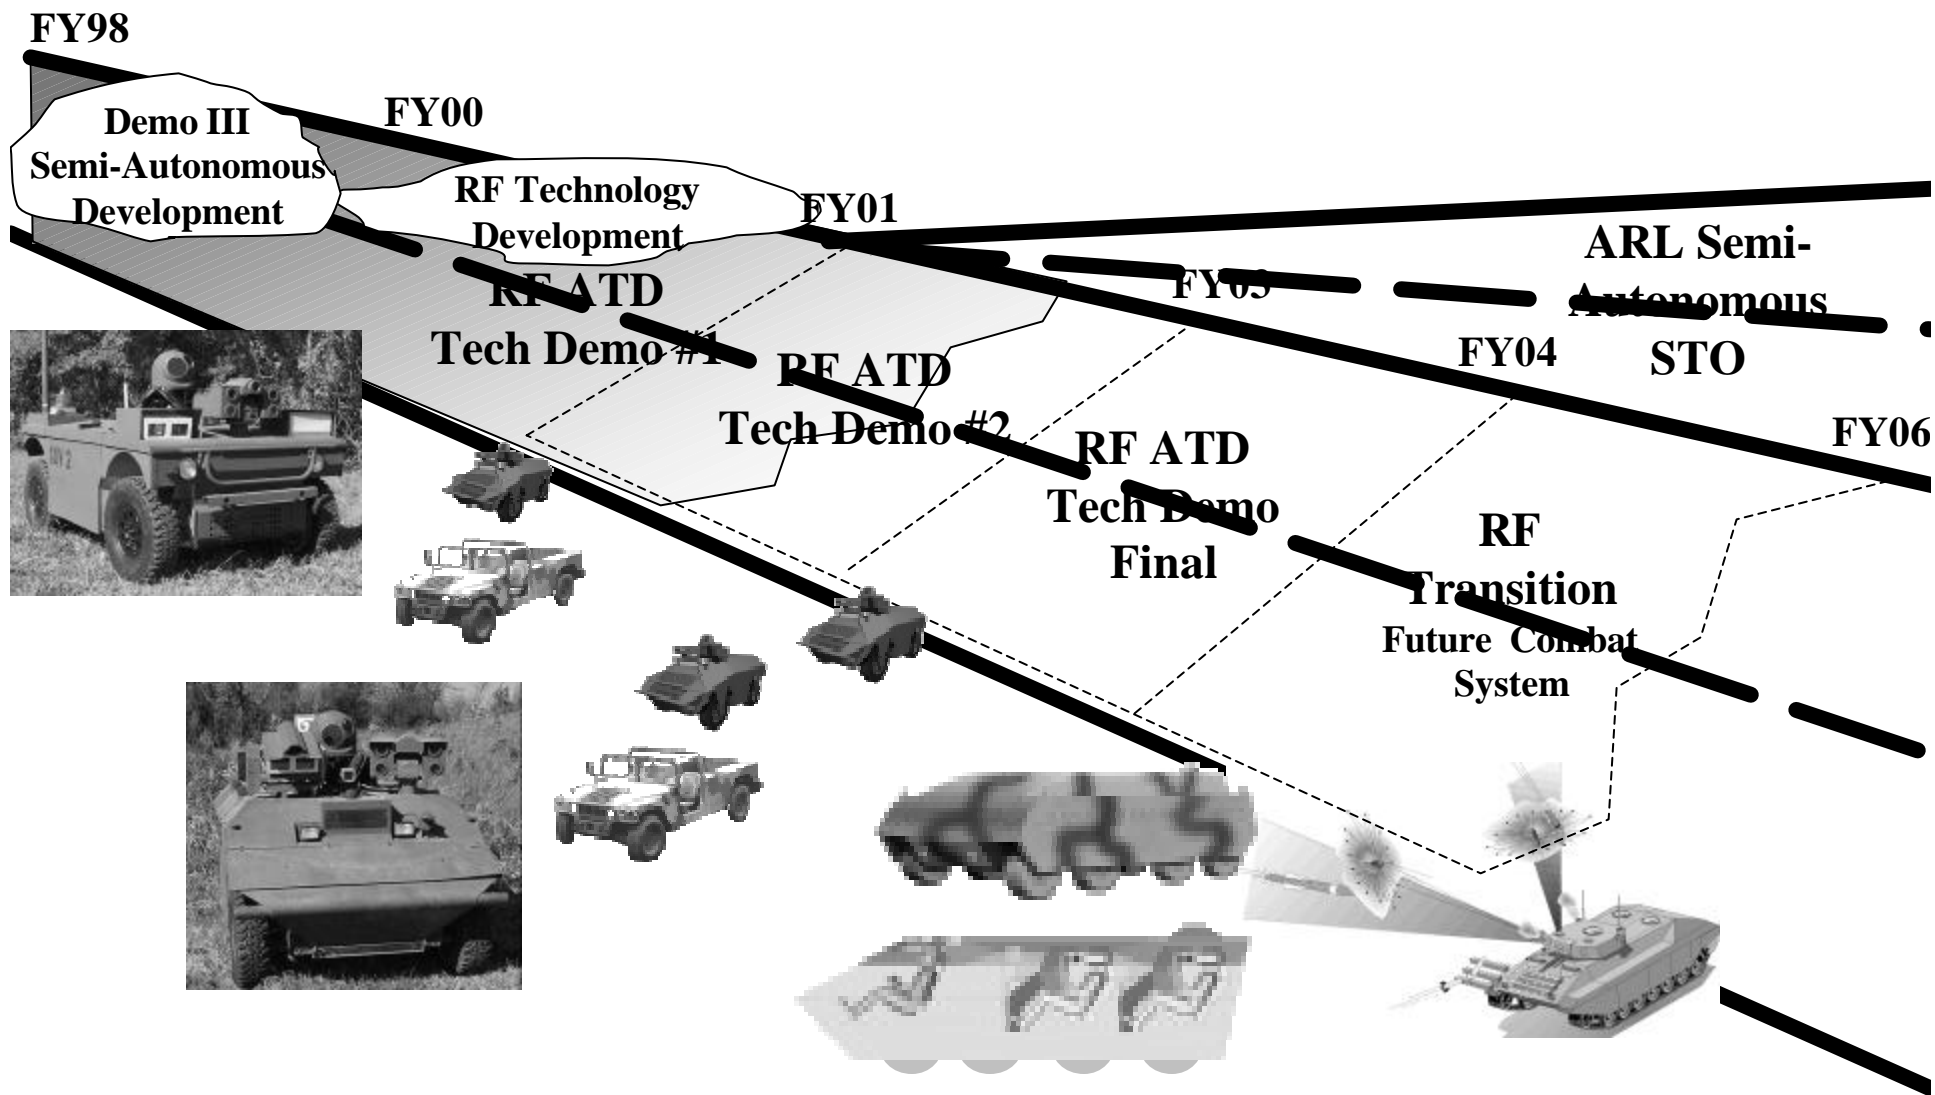 FY98
Demo III
Semi-Autonomous
Development
FY00
RF Technology
Development
FY01
RF ATD
Tech Demo #1
RF ATD
Tech Demo #2
FY03
RF ATD
Tech Demo
Final
FY04
ARL Semi-
Autonomous
STO
FY06
RF
Transition
Future Combat
System